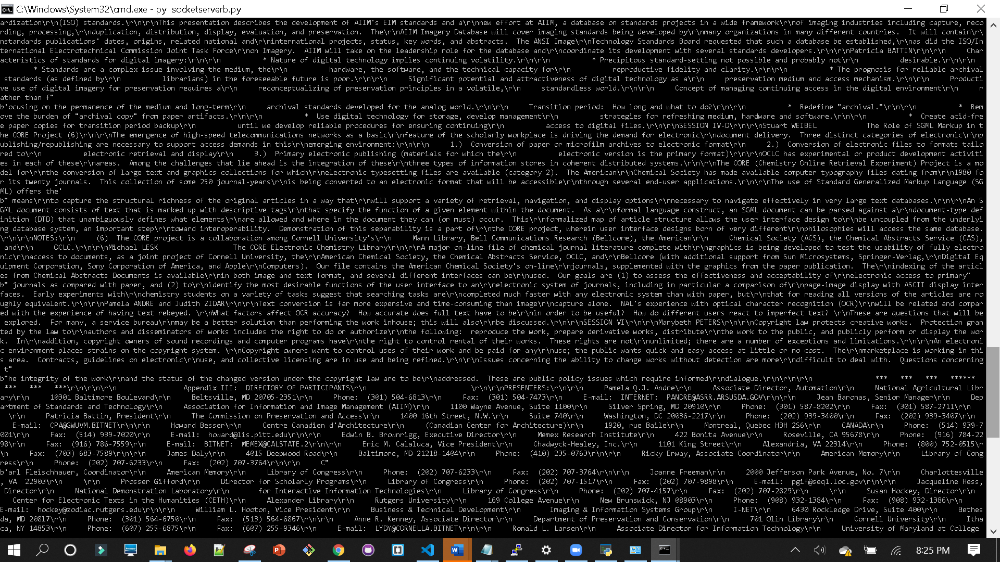 C:\Windows\System32\cmd.exe - py  socketserverb.py
ardization\r\n(ISO) standards.\r\n\r\nThis presentation describes the development of AIIM's EIM standards and a\r\nnew effort at AIIM, a database on standards projects in a wide framework\r\nof imaging industries including capture, reco
rding, processing,\r\nduplication, distribution, display, evaluation, and preservation.  The\r\nAIIM Imagery Database will cover imaging standards being developed by\r\nmany organizations in many different countries.  It will contain\r\
nstandards publications' dates, origins, related national and\r\ninternational projects, status, key words, and abstracts.  The ANSI Image\r\nTechnology Standards Board requested that such a database be established,\r\nas did the ISO/In
ternational Electrotechnical Commission Joint Task Force\r\non Imagery.  AIIM will take on the leadership role for the database and\r\ncoordinate its development with several standards developers.\r\n\r\nPatricia BATTIN\r\n\r\n     Char
acteristics of standards for digital imagery:\r\n\r\n          * Nature of digital technology implies continuing volatility.\r\n\r\n          * Precipitous standard-setting not possible and probably not\r\n          desirable.\r\n\r\n
        * Standards are a complex issue involving the medium, the\r\n          hardware, the software, and the technical capacity for\r\n          reproductive fidelity and clarity.\r\n\r\n          * The prognosis for reliable archival
 standards (as defined by\r\n          librarians) in the foreseeable future is poor.\r\n\r\n     Significant potential and attractiveness of digital technology as a\r\n     preservation medium and access mechanism.\r\n\r\n     Producti
ve use of digital imagery for preservation requires a\r\n     reconceptualizing of preservation principles in a volatile,\r\n     standardless world.\r\n\r\n     Concept of managing continuing access in the digital environment\r\n     r
ather than f"
b'ocusing on the permanence of the medium and long-term\r\n     archival standards developed for the analog world.\r\n\r\n     Transition period:  How long and what to do?\r\n\r\n          *  Redefine "archival."\r\n\r\n          *  Rem
ove the burden of "archival copy" from paper artifacts.\r\n\r\n          *  Use digital technology for storage, develop management\r\n          strategies for refreshing medium, hardware and software.\r\n\r\n          *  Create acid-fre
e paper copies for transition period backup\r\n          until we develop reliable procedures for ensuring continuing\r\n          access to digital files.\r\n\r\nSESSION IV-D\r\n\r\nStuart WEIBEL            The Role of SGML Markup in t
he CORE Project (6)\r\n\r\nThe emergence of high-speed telecommunications networks as a basic\r\nfeature of the scholarly workplace is driving the demand for electronic\r\ndocument delivery.  Three distinct categories of electronic\r\np
ublishing/republishing are necessary to support access demands in this\r\nemerging environment:\r\n\r\n     1.)  Conversion of paper or microfilm archives to electronic format\r\n     2.)  Conversion of electronic files to formats tailo
red to\r\n          electronic retrieval and display\r\n     3.)  Primary electronic publishing (materials for which the\r\n          electronic version is the primary format)\r\n\r\nOCLC has experimental or product development activiti
es in each of these\r\nareas.  Among the challenges that lie ahead is the integration of these\r\nthree types of information stores in coherent distributed systems.\r\n\r\nThe CORE (Chemistry Online Retrieval Experiment) Project is a mo
del for\r\nthe conversion of large text and graphics collections for which\r\nelectronic typesetting files are available (category 2).  The American\r\nChemical Society has made available computer typography files dating from\r\n1980 fo
r its twenty journals.  This collection of some 250 journal-years\r\nis being converted to an electronic format that will be accessible\r\nthrough several end-user applications.\r\n\r\nThe use of Standard Generalized Markup Language (SG
ML) offers the'
b" means\r\nto capture the structural richness of the original articles in a way that\r\nwill support a variety of retrieval, navigation, and display options\r\nnecessary to navigate effectively in very large text databases.\r\n\r\nAn S
GML document consists of text that is marked up with descriptive tags\r\nthat specify the function of a given element within the document.  As a\r\nformal language construct, an SGML document can be parsed against a\r\ndocument-type def
inition (DTD) that unambiguously defines what elements\r\nare allowed and where in the document they can (or must) occur.  This\r\nformalized map of article structure allows the user interface design to\r\nbe uncoupled from the underlyi
ng database system, an important step\r\ntoward interoperability.  Demonstration of this separability is a part of\r\nthe CORE project, wherein user interface designs born of very different\r\nphilosophies will access the same database.
\r\n\r\nNOTES:\r\n     (6)  The CORE project is a collaboration among Cornell University's\r\n     Mann Library, Bell Communications Research (Bellcore), the American\r\n     Chemical Society (ACS), the Chemical Abstracts Service (CAS),
 and\r\n     OCLC.\r\n\r\nMichael LESK                  The CORE Electronic Chemistry Library\r\n\r\nA major on-line file of chemical journal literature complete with\r\ngraphics is being developed to test the usability of fully electro
nic\r\naccess to documents, as a joint project of Cornell University, the\r\nAmerican Chemical Society, the Chemical Abstracts Service, OCLC, and\r\nBellcore (with additional support from Sun Microsystems, Springer-Verlag,\r\nDigitaI Eq
uipment Corporation, Sony Corporation of America, and Apple\r\nComputers).  Our file contains the American Chemical Society's on-line\r\njournals, supplemented with the graphics from the paper publication.  The\r\nindexing of the articl
es from Chemical Abstracts Documents is available\r\nin both image and text format, and several different interfaces can be\r\nused.  Our goals are (1) to assess the effectiveness and acceptability of\r\nelectronic access to primary"
b" journals as compared with paper, and (2) to\r\nidentify the most desirable functions of the user interface to an\r\nelectronic system of journals, including in particular a comparison of\r\npage-image display with ASCII display inter
faces.  Early experiments with\r\nchemistry students on a variety of tasks suggest that searching tasks are\r\ncompleted much faster with any electronic system than with paper, but\r\nthat for reading all versions of the articles are ro
ughly equivalent.\r\n\r\nPamela ANDRE and Judith ZIDAR\r\n\r\nText conversion is far more expensive and time-consuming than image\r\ncapture alone.  NAL's experience with optical character recognition (OCR)\r\nwill be related and compar
ed with the experience of having text rekeyed. \r\nWhat factors affect OCR accuracy?  How accurate does full text have to be\r\nin order to be useful?  How do different users react to imperfect text? \r\nThese are questions that will be
 explored.  For many, a service bureau\r\nmay be a better solution than performing the work inhouse; this will also\r\nbe discussed.\r\n\r\nSESSION VI\r\n\r\nMarybeth PETERS\r\n\r\nCopyright law protects creative works.  Protection gran
ted by the law to\r\nauthors and disseminators of works includes the right to do or authorize\r\nthe following:  reproduce the work, prepare derivative works, distribute\r\nthe work to the public, and publicly perform or display the wor
k.  In\r\naddition, copyright owners of sound recordings and computer programs have\r\nthe right to control rental of their works.  These rights are not\r\nunlimited; there are a number of exceptions and limitations.\r\n\r\nAn electroni
c environment places strains on the copyright system. \r\nCopyright owners want to control uses of their work and be paid for any\r\nuse; the public wants quick and easy access at little or no cost.  The\r\nmarketplace is working in thi
s area.  Contracts, guidelines on electronic\r\nuse, and collective licensing are in use and being refined.\r\n\r\nIssues concerning the ability to change works without detection are more\r\ndifficult to deal with.  Questions concerning
 t"
b"he integrity of the work\r\nand the status of the changed version under the copyright law are to be\r\naddressed.  These are public policy issues which require informed\r\ndialogue.\r\n\r\n\r\n               ***   ***   ***   ******
 ***   ***   ***\r\n\r\n\r\n                Appendix III:  DIRECTORY OF PARTICIPANTS\r\n                         \r\n\r\nPRESENTERS:\r\n\r\n     Pamela Q.J. Andre\r\n     Associate Director, Automation\r\n     National Agricultural Libr
ary\r\n     10301 Baltimore Boulevard\r\n     Beltsville, MD 20705-2351\r\n     Phone:  (301) 504-6813\r\n     Fax:  (301) 504-7473\r\n     E-mail:  INTERNET:  PANDRE@ASRR.ARSUSDA.GOV\r\n\r\n     Jean Baronas, Senior Manager\r\n     Dep
artment of Standards and Technology\r\n     Association for Information and Image Management (AIIM)\r\n     1100 Wayne Avenue, Suite 1100\r\n     Silver Spring, MD 20910\r\n     Phone:  (301) 587-8202\r\n     Fax:  (301) 587-2711\r\n
  \r\n     Patricia Battin, President\r\n     The Commission on Preservation and Access\r\n     1400 16th Street, N.W.\r\n     Suite 740\r\n     Washington, DC 20036-2217\r\n     Phone:  (202) 939-3400\r\n     Fax:  (202) 939-3407\r\n
   E-mail:  CPA@GWUVM.BITNET\r\n\r\n     Howard Besser\r\n     Centre Canadien d'Architecture\r\n     (Canadian Center for Architecture)\r\n     1920, rue Baile\r\n     Montreal, Quebec H3H 2S6\r\n     CANADA\r\n     Phone:  (514) 939-7
001\r\n     Fax:  (514) 939-7020\r\n     E-mail:  howard@lis.pitt.edu\r\n\r\n     Edwin B. Brownrigg, Executive Director\r\n     Memex Research Institute\r\n     422 Bonita Avenue\r\n     Roseville, CA 95678\r\n     Phone:  (916) 784-22
98\r\n     Fax:  (916) 786-7559\r\n     E-mail:  BITNET:  MEMEX@CALSTATE.2\r\n\r\n     Eric M. Calaluca, Vice President\r\n     Chadwyck-Healey, Inc.\r\n     1101 King Street\r\n     Alexandria, VA 223l4\r\n     Phone:  (800) 752-05l5\r\
n     Fax:  (703) 683-7589\r\n\r\n     James Daly\r\n     4015 Deepwood Road\r\n     Baltimore, MD 21218-1404\r\n     Phone:  (410) 235-0763\r\n\r\n     Ricky Erway, Associate Coordinator\r\n     American Memory\r\n     Library of Cong
ress\r\n     Phone:  (202) 707-6233\r\n     Fax:  (202) 707-3764\r\n\r\n     C"
b'arl Fleischhauer, Coordinator\r\n     American Memory\r\n     Library of Congress\r\n     Phone:  (202) 707-6233\r\n     Fax:  (202) 707-3764\r\n\r\n     Joanne Freeman\r\n     2000 Jefferson Park Avenue, No. 7\r\n     Charlottesville
, VA  22903\r\n     \r\n     Prosser Gifford\r\n     Director for Scholarly Programs\r\n     Library of Congress\r\n     Phone:  (202) 707-1517\r\n     Fax:  (202) 707-9898\r\n     E-mail:  pgif@seq1.loc.gov\r\n\r\n     Jacqueline Hess,
 Director\r\n     National Demonstration Laboratory\r\n       for Interactive Information Technologies\r\n     Library of Congress\r\n     Phone:  (202) 707-4157\r\n     Fax:  (202) 707-2829\r\n     \r\n     Susan Hockey, Director\r\n
   Center for Electronic Texts in the Humanities (CETH)\r\n     Alexander Library\r\n     Rutgers University\r\n     169 College Avenue\r\n     New Brunswick, NJ 08903\r\n     Phone:  (908) 932-1384\r\n     Fax:  (908) 932-1386\r\n
E-mail:  hockey@zodiac.rutgers.edu\r\n\r\n     William L. Hooton, Vice President\r\n     Business & Technical Development\r\n       Imaging & Information Systems Group\r\n     I-NET\r\n     6430 Rockledge Drive, Suite 400\r\n     Bethes
da, MD 208l7\r\n     Phone:  (301) 564-6750\r\n     Fax:  (513) 564-6867\r\n\r\n     Anne R. Kenney, Associate Director\r\n     Department of Preservation and Conservation\r\n     701 Olin Library\r\n     Cornell University\r\n     Itha
ca, NY 14853\r\n     Phone:  (607) 255-6875\r\n     Fax:  (607) 255-9346\r\n     E-mail:  LYDY@CORNELLA.BITNET\r\n\r\n     Ronald L. Larsen\r\n     Associate Director for Information Technology\r\n     University of Maryland at College
8:25 PM